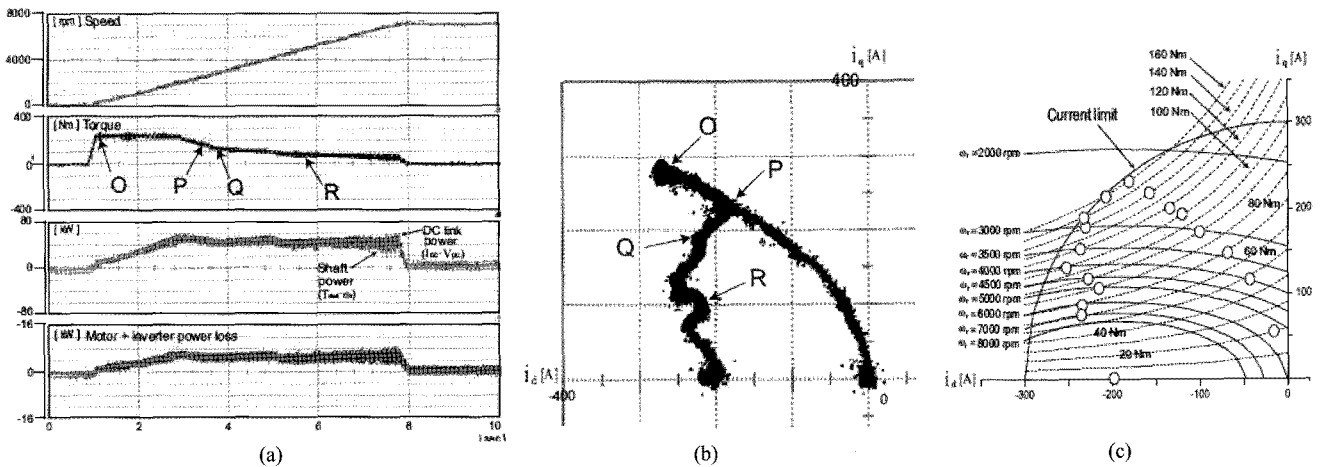 8000
[rpm] Speed
4000
0
400
[Nm] Torque
O
P
Q
R
-400
80
[kW]
DC link
power
Shaft
power
0
-80
-16
[kW] Motor + inverter power loss
0
-16
0
2
4
6
8
10
[sec]
(a)
i_q [A]
400
O
P
Q
R
i_d [A]
-400
0
(b)
160 Nm
140 Nm
120 Nm
100 Nm
i_q [A]
Current limit
300
ω_r = 2000 rpm
80 Nm
200
ω_r = 3000 rpm
ω_r = 3500 rpm
60 Nm
ω_r = 4000 rpm
ω_r = 4500 rpm
100
ω_r = 5000 rpm
ω_r = 6000 rpm
ω_r = 7000 rpm
40 Nm
ω_r = 8000 rpm
20 Nm
i_d [A]
-300
-200
-100
0
(c)